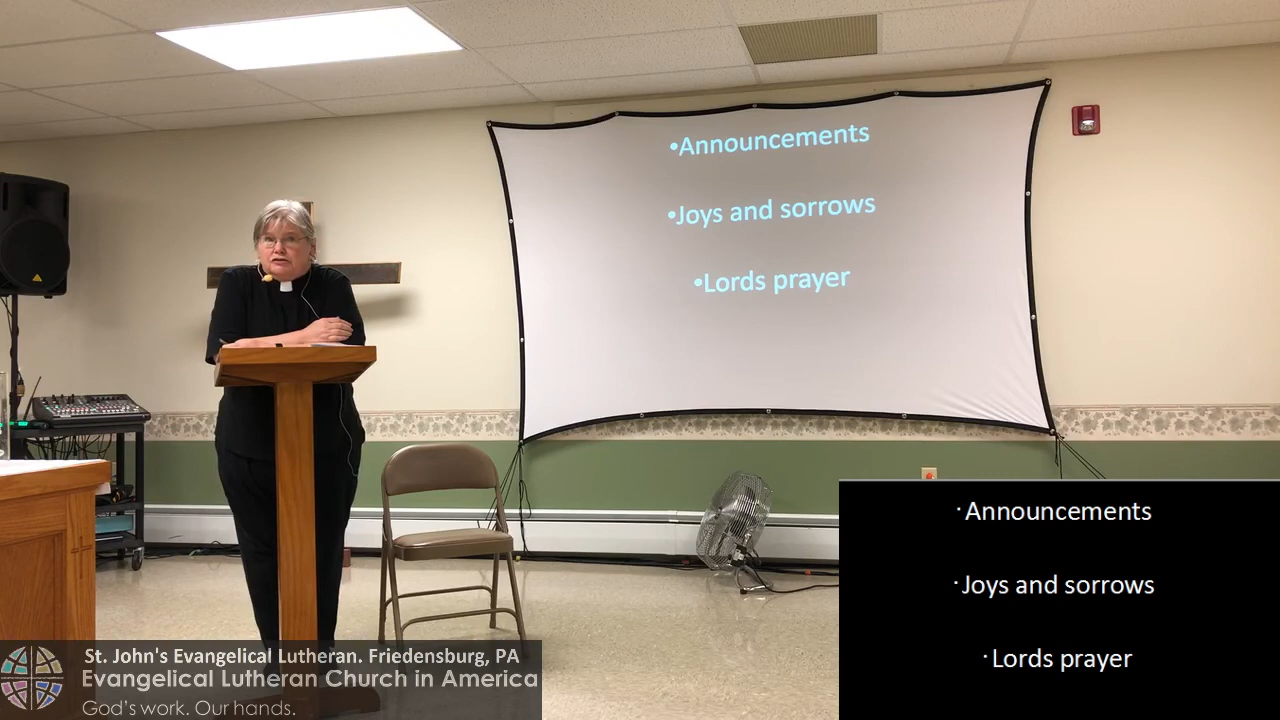 •Announcements
•Joys and sorrows
•Lords prayer
·Announcements
·Joys and sorrows
·Lords prayer
St. John's Evangelical Lutheran. Friedensburg, PA
Evangelical Lutheran Church in America
God's work. Our hands.